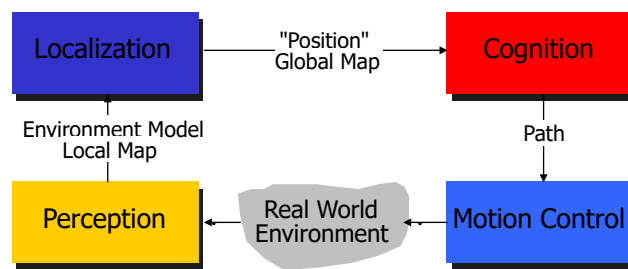 Localization
"Position"
Global Map
Cognition
Environment Model
Local Map
Path
Perception
Real World
Environment
Motion Control